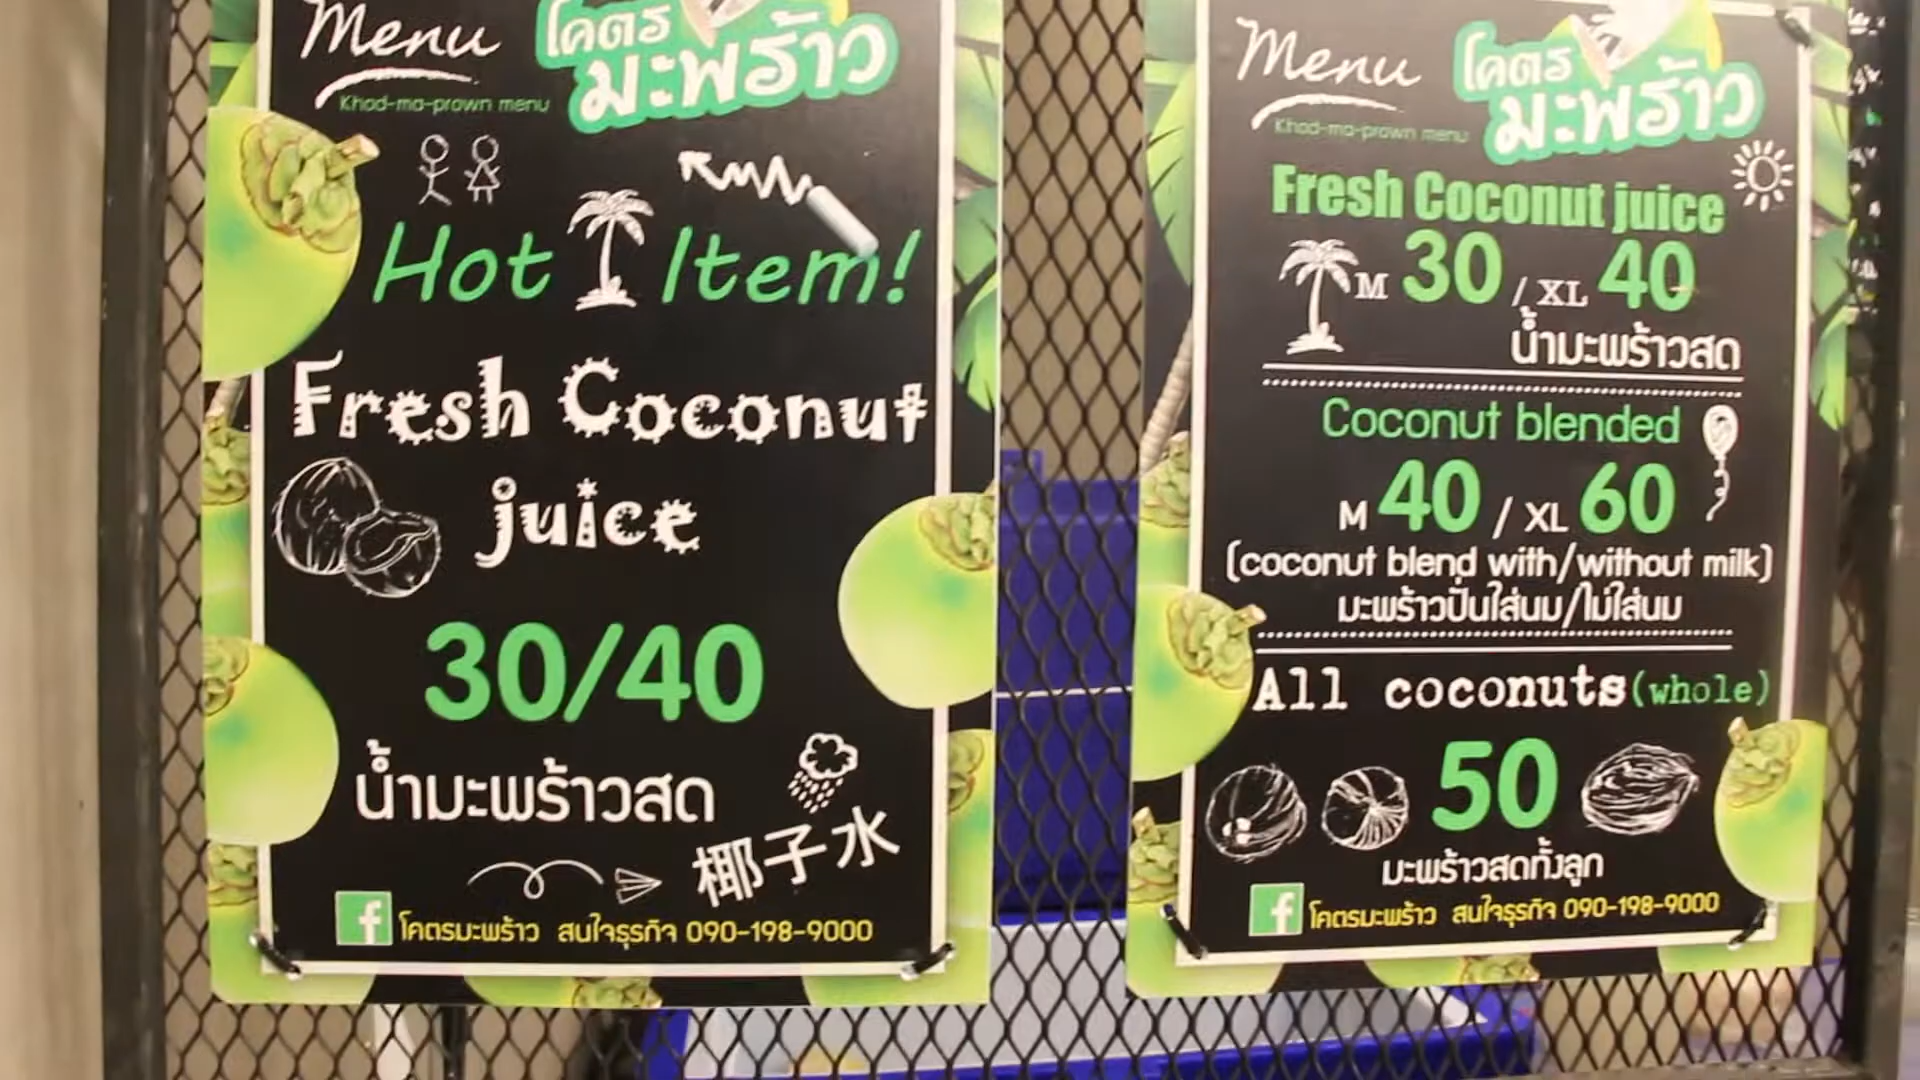 Menu
โคตร
มะพร้าว
Khod-ma-prown menu
Hot Item!
Fresh Coconut
juice
30/40
น้ำมะพร้าวสด
椰子水
f โคตรมะพร้าว สนใจธุรกิจ 090-198-9000
Menu
โคตร
มะพร้าว
Khod-ma-prown menu
Fresh Coconut juice
M 30 / XL 40
น้ำมะพร้าวสด
Coconut blended
M 40 / XL 60
(coconut blend with/without milk)
มะพร้าวปั่นใส่นม/ไม่ใส่นม
All coconuts (whole)
50
มะพร้าวสดทั้งลูก
f โคตรมะพร้าว สนใจธุรกิจ 090-198-9000